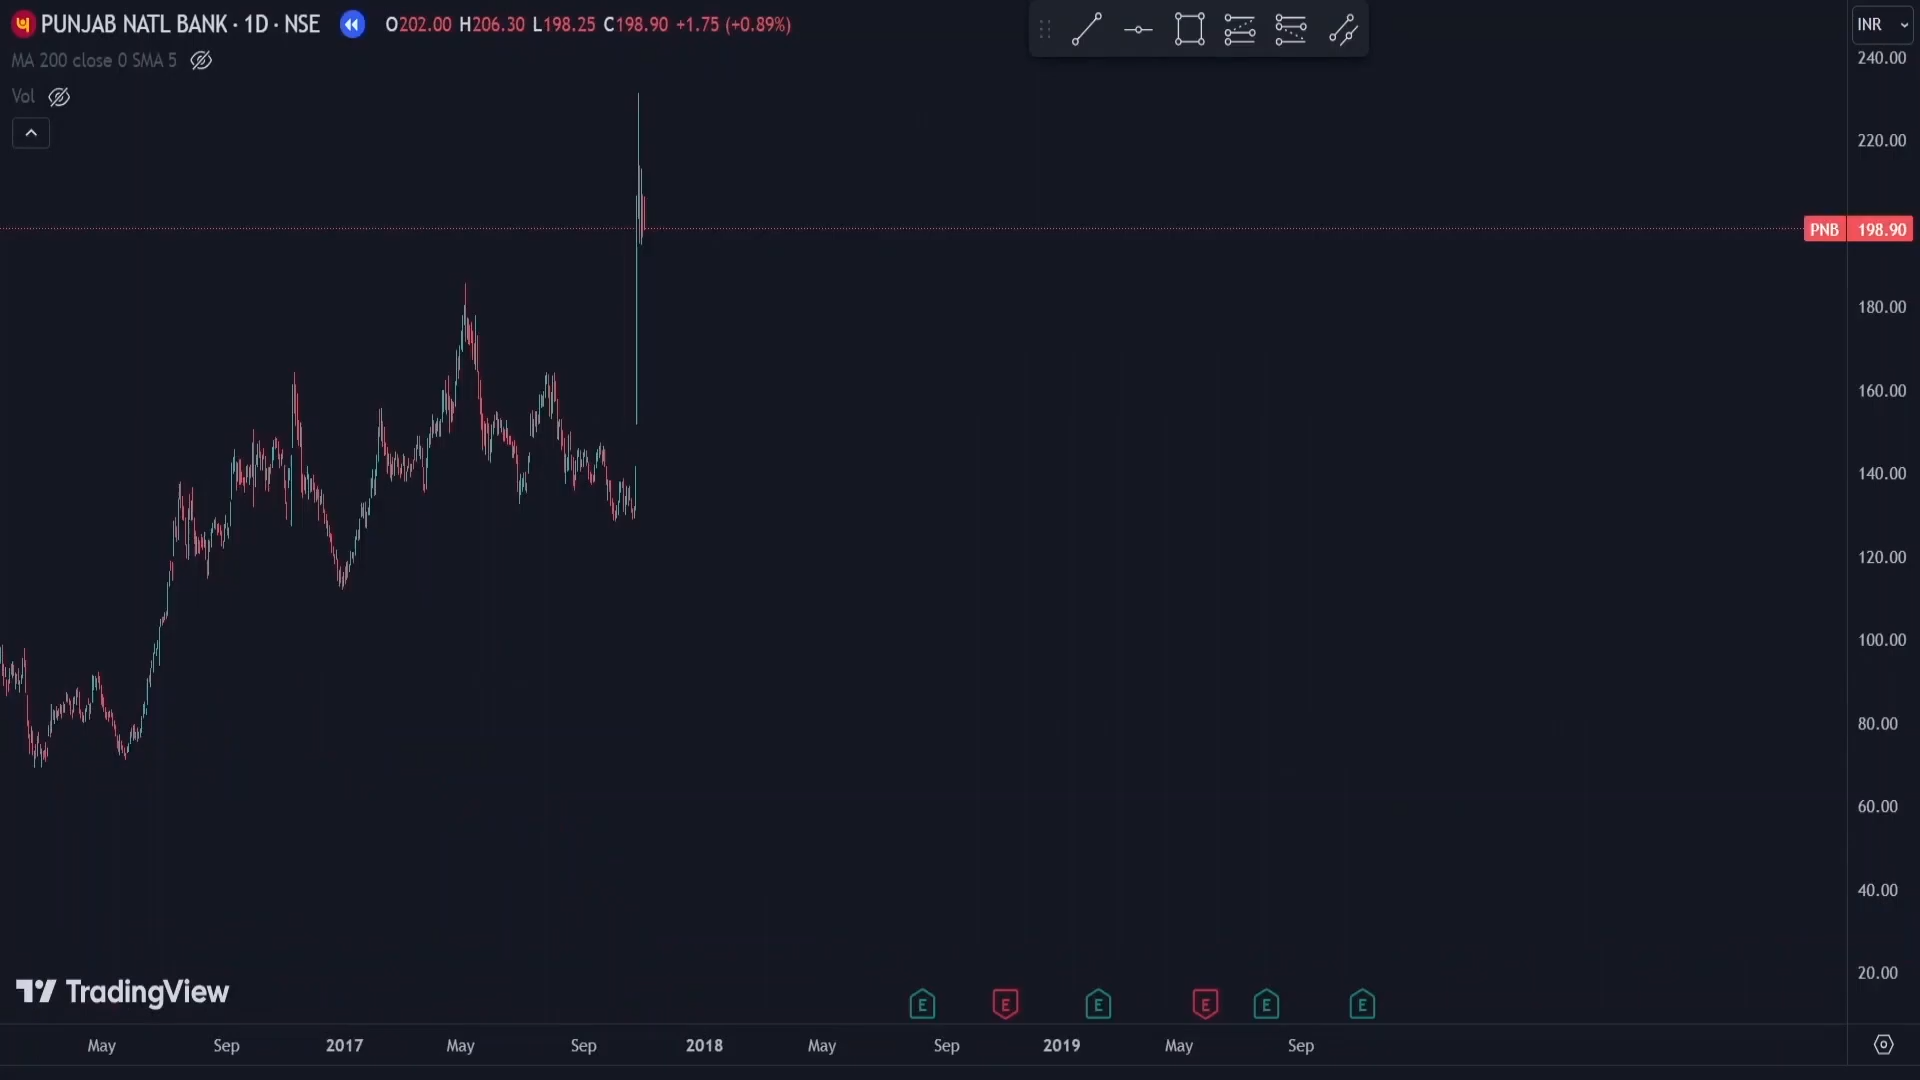 PUNJAB NATL BANK · 1D · NSE O202.00 H206.30 L198.25 C198.90 +1.75 (+0.89%)
MA 200 close 0 SMA 5
Vol
INR
240.00
220.00
PNB 198.90
180.00
160.00
140.00
120.00
100.00
80.00
60.00
40.00
20.00
TradingView
E E E E E E
May Sep 2017 May Sep 2018 May Sep 2019 May Sep